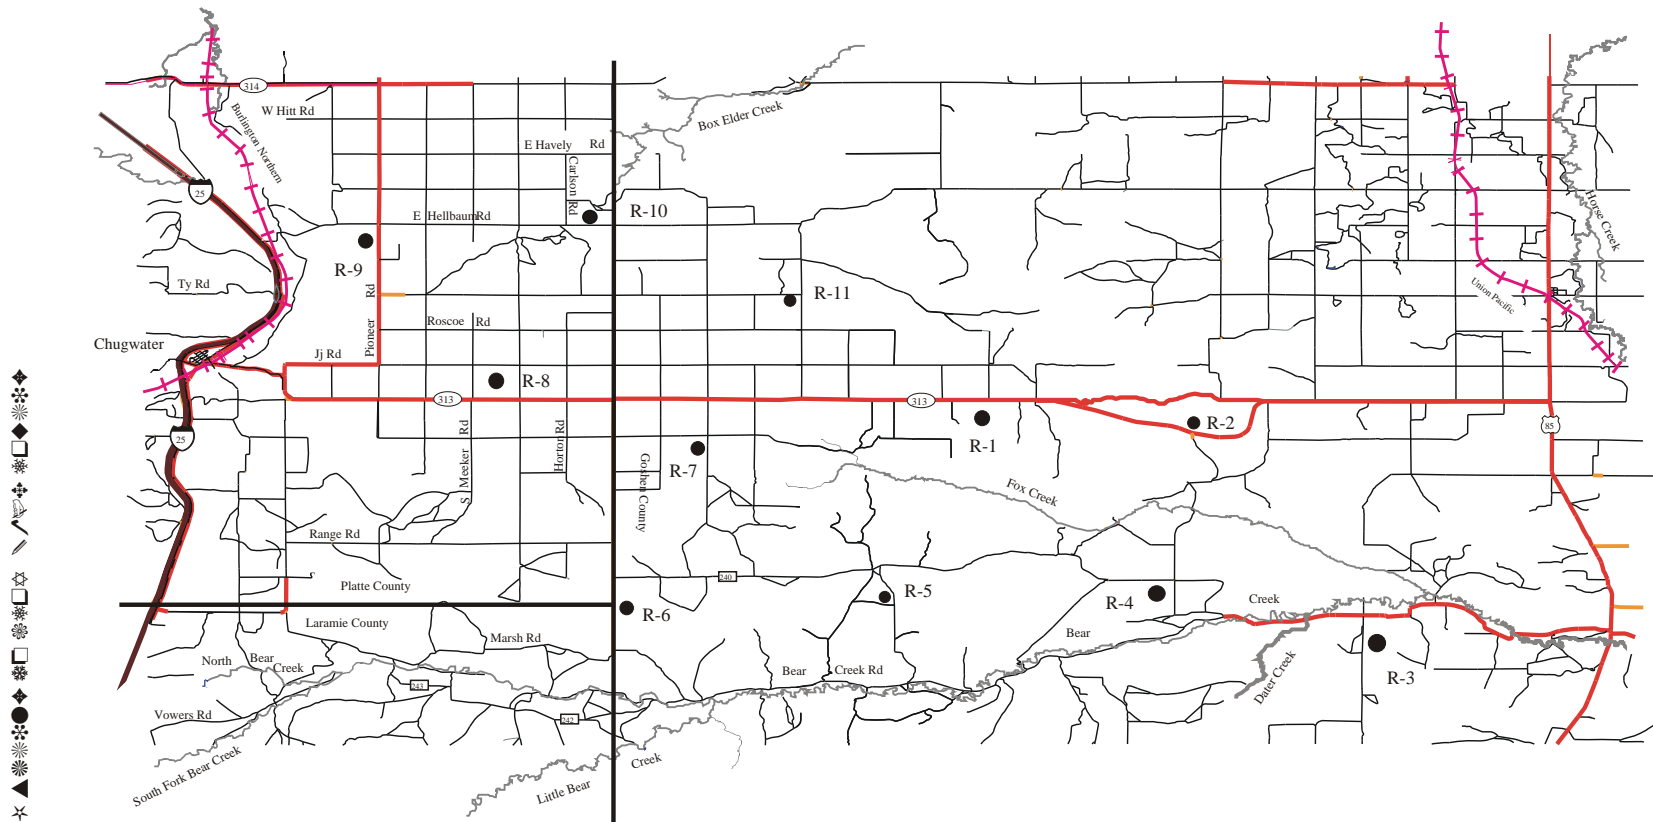 314
W Hitt Rd
Burlington Northern
Box Elder Creek
E Havely Rd
Carlson Rd
25
R-10
E Hellbaum Rd
Horse Creek
R-9
Ty Rd
Pioneer Rd
R-11
Union Pacific
Roscoe Rd
Chugwater
Jj Rd
R-8
313
313
R-1
R-2
85
25
S Meeker Rd
Horton Rd
Goshen County
R-7
Fox Creek
Range Rd
240
Platte County
R-5
R-4
R-6
Creek
Laramie County
Marsh Rd
Bear
North Bear Creek
Bear Creek Rd
Dater Creek
R-3
243
Vowers Rd
242
South Fork Bear Creek
Little Bear Creek